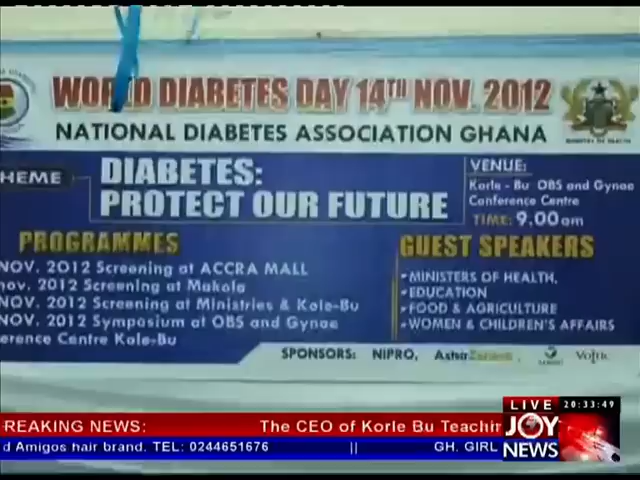 WORLD DIABETES DAY 14TH NOV. 2012
NATIONAL DIABETES ASSOCIATION GHANA
MINISTRY OF HEALTH
HEME
DIABETES:
PROTECT OUR FUTURE
VENUE:
Korle - Bu OBS and Gynae
Conference Centre
TIME: 9.00am
PROGRAMMES
NOV. 2012 Screening at ACCRA MALL
nov. 2012 Screening at Makola
NOV. 2012 Screening at Ministries & Kole-Bu
NOV. 2012 Symposium at OBS and Gynae
erence Centre Kole-Bu
GUEST SPEAKERS
MINISTERS OF HEALTH,
EDUCATION
FOOD & AGRICULTURE
WOMEN & CHILDREN'S AFFAIRS
SPONSORS: NIPRO,
LIVE 20:33:49
JOY
NEWS
REAKING NEWS: The CEO of Korle Bu Teachin
d Amigos hair brand. TEL: 0244651676 || GH. GIRL